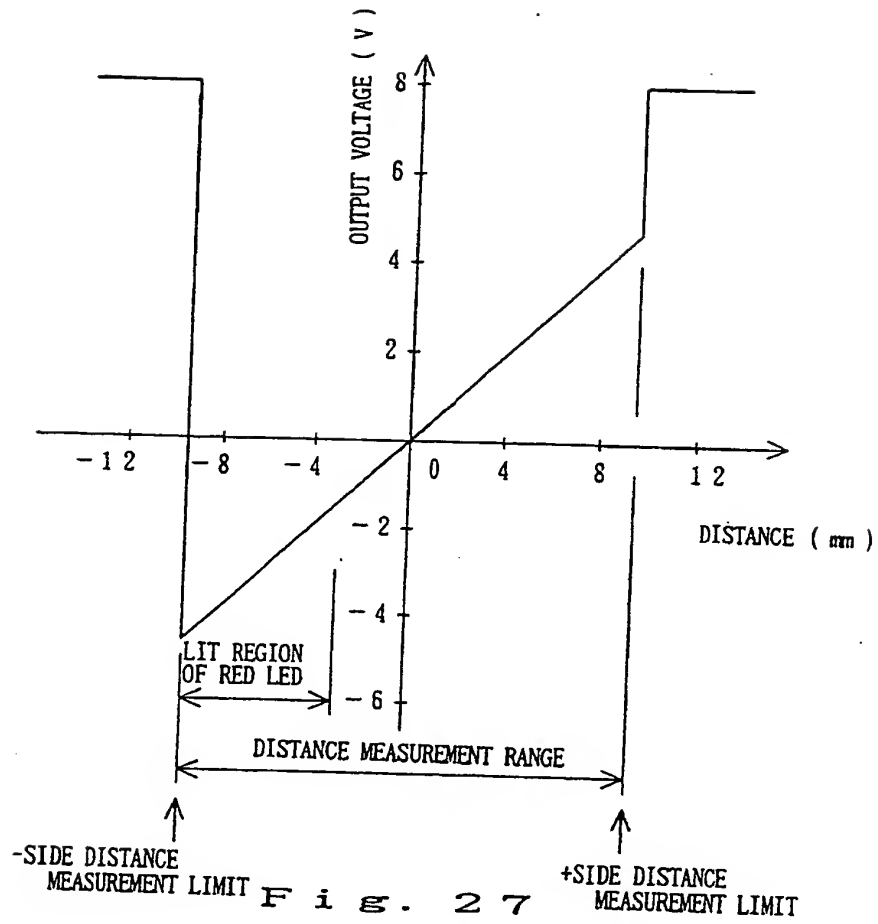 OUTPUT VOLTAGE ( V )
8
8
6
4
2
-12 -8 -4 0 4 8 12
-2
DISTANCE ( mm )
-4
LIT REGION
OF RED LED
-6
DISTANCE MEASUREMENT RANGE
-SIDE DISTANCE
MEASUREMENT LIMIT
+SIDE DISTANCE
MEASUREMENT LIMIT
Fig. 27